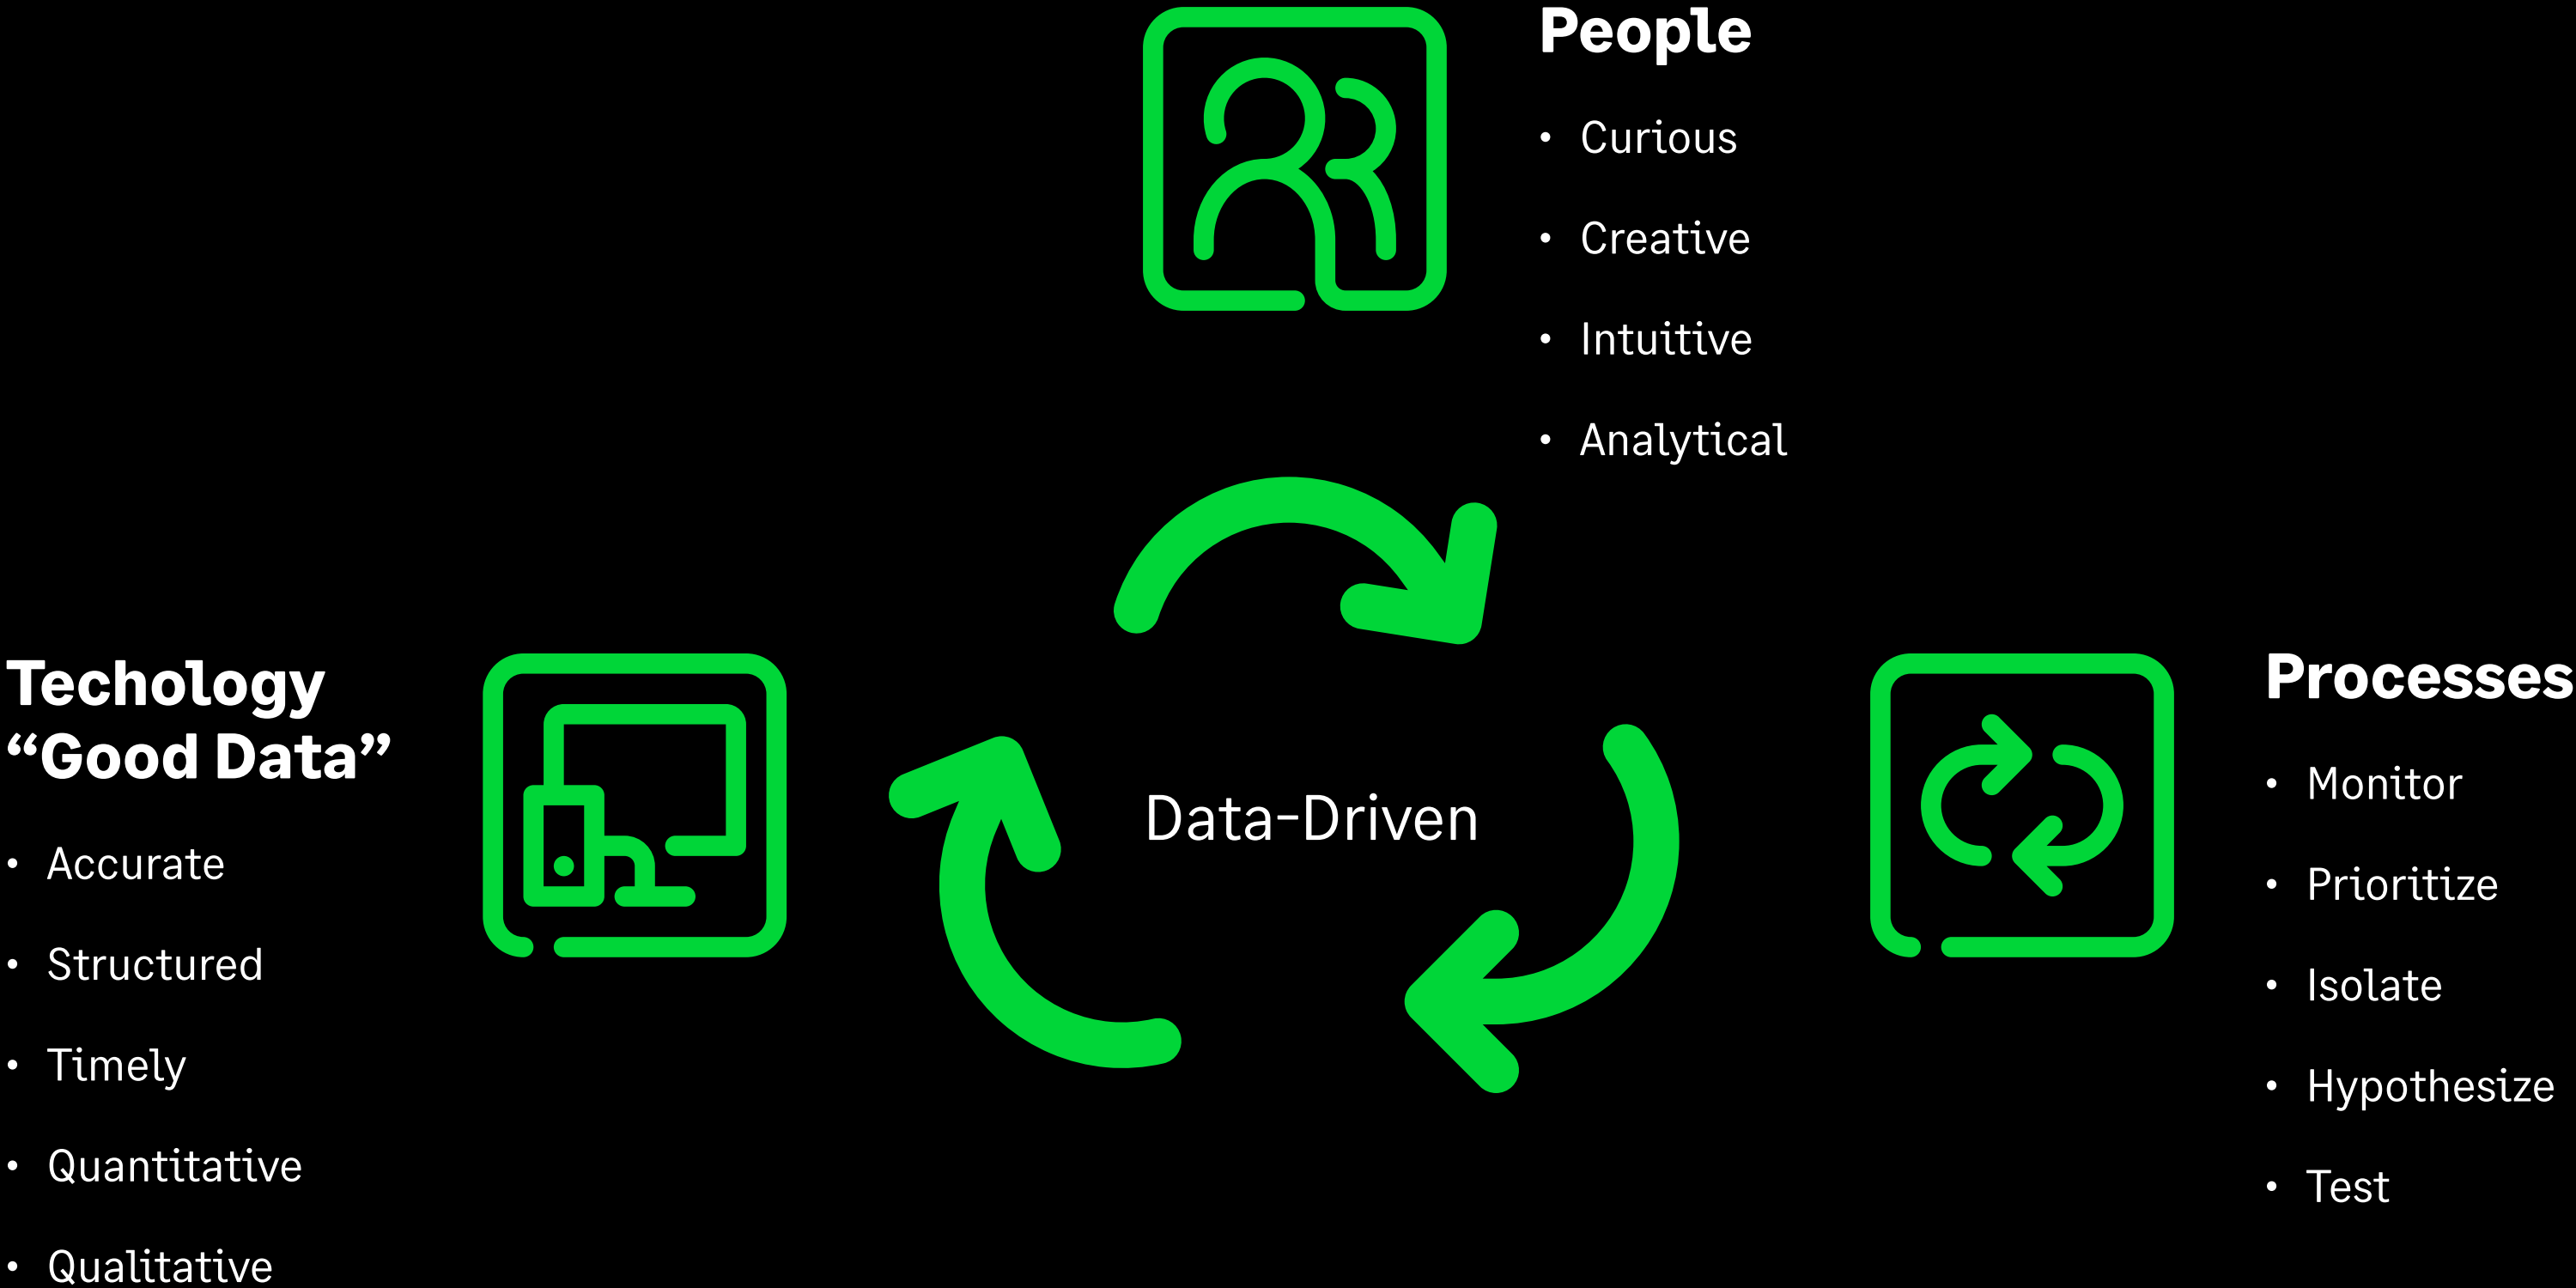 People
• Curious
• Creative
• Intuitive
• Analytical
Techology
“Good Data”
• Accurate
• Structured
• Timely
• Quantitative
• Qualitative
Data-Driven
Processes
• Monitor
• Prioritize
• Isolate
• Hypothesize
• Test